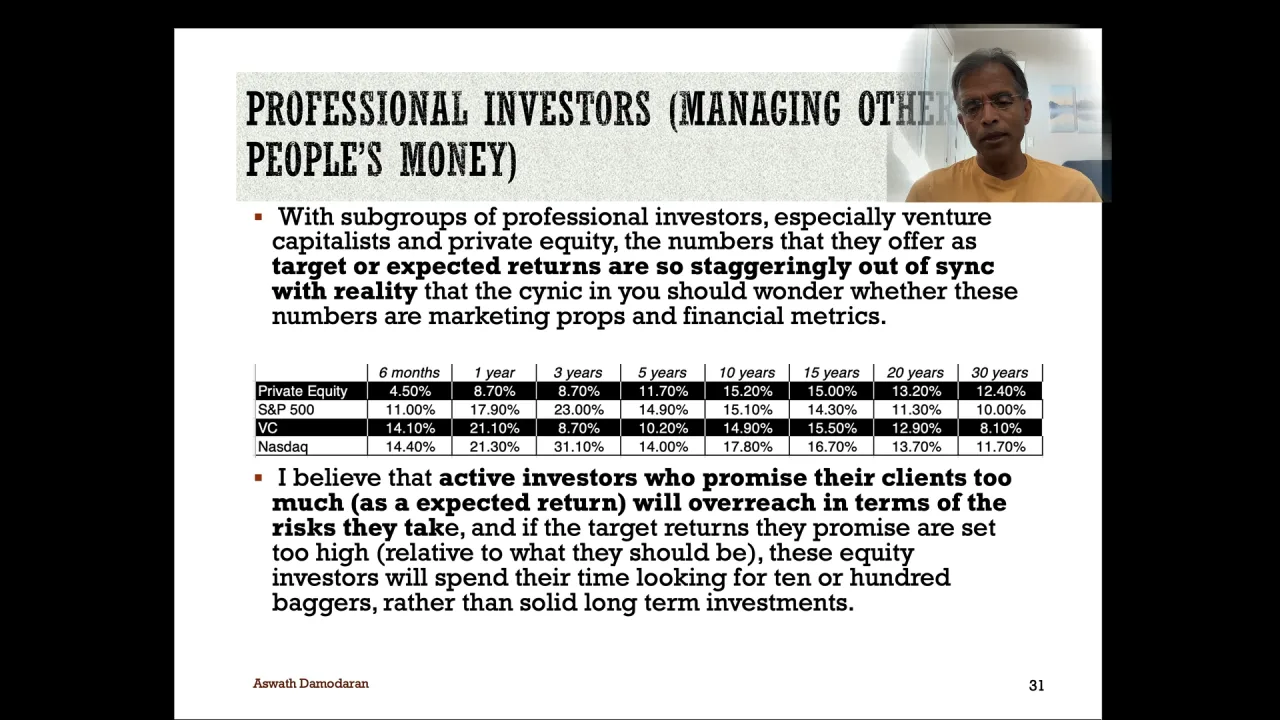 PROFESSIONAL INVESTORS (MANAGING OTHER
PEOPLE'S MONEY)
▪ With subgroups of professional investors, especially venture
capitalists and private equity, the numbers that they offer as
target or expected returns are so staggeringly out of sync
with reality that the cynic in you should wonder whether these
numbers are marketing props and financial metrics.
6 months 1 year 3 years 5 years 10 years 15 years 20 years 30 years
Private Equity 4.50% 8.70% 8.70% 11.70% 15.20% 15.00% 13.20% 12.40%
S&P 500 11.00% 17.90% 23.00% 14.90% 15.10% 14.30% 11.30% 10.00%
VC 14.10% 21.10% 8.70% 10.20% 14.90% 15.50% 12.90% 8.10%
Nasdaq 14.40% 21.30% 31.10% 14.00% 17.80% 16.70% 13.70% 11.70%
▪ I believe that active investors who promise their clients too
much (as a expected return) will overreach in terms of the
risks they take, and if the target returns they promise are set
too high (relative to what they should be), these equity
investors will spend their time looking for ten or hundred
baggers, rather than solid long term investments.
Aswath Damodaran
31